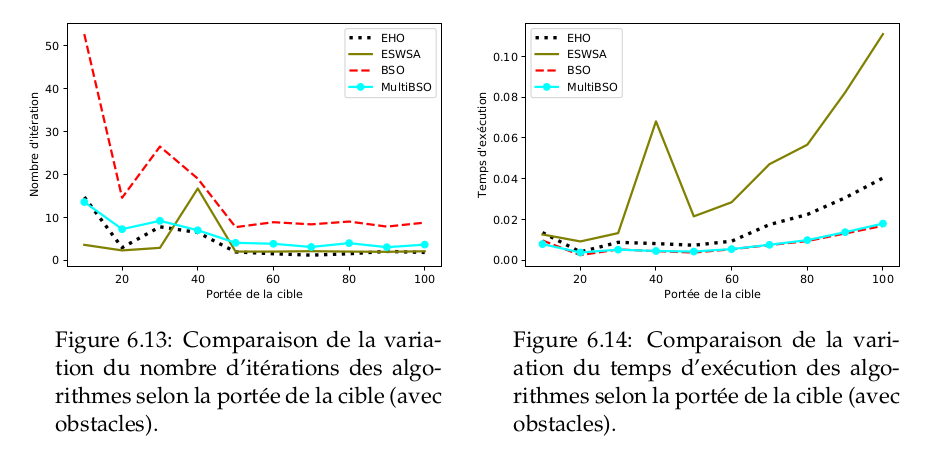 50
40
30
20
10
0
20
40
60
80
100
Nombre d'itération
Portée de la cible
EHO
ESWSA
BSO
MultiBSO
0.10
0.08
0.06
0.04
0.02
0.00
20
40
60
80
100
Temps d'exécution
Portée de la cible
EHO
ESWSA
BSO
MultiBSO
Figure 6.13: Comparaison de la varia-
tion du nombre d'itérations des algo-
rithmes selon la portée de la cible (avec
obstacles).
Figure 6.14: Comparaison de la vari-
ation du temps d'exécution des algo-
rithmes selon la portée de la cible (avec
obstacles).